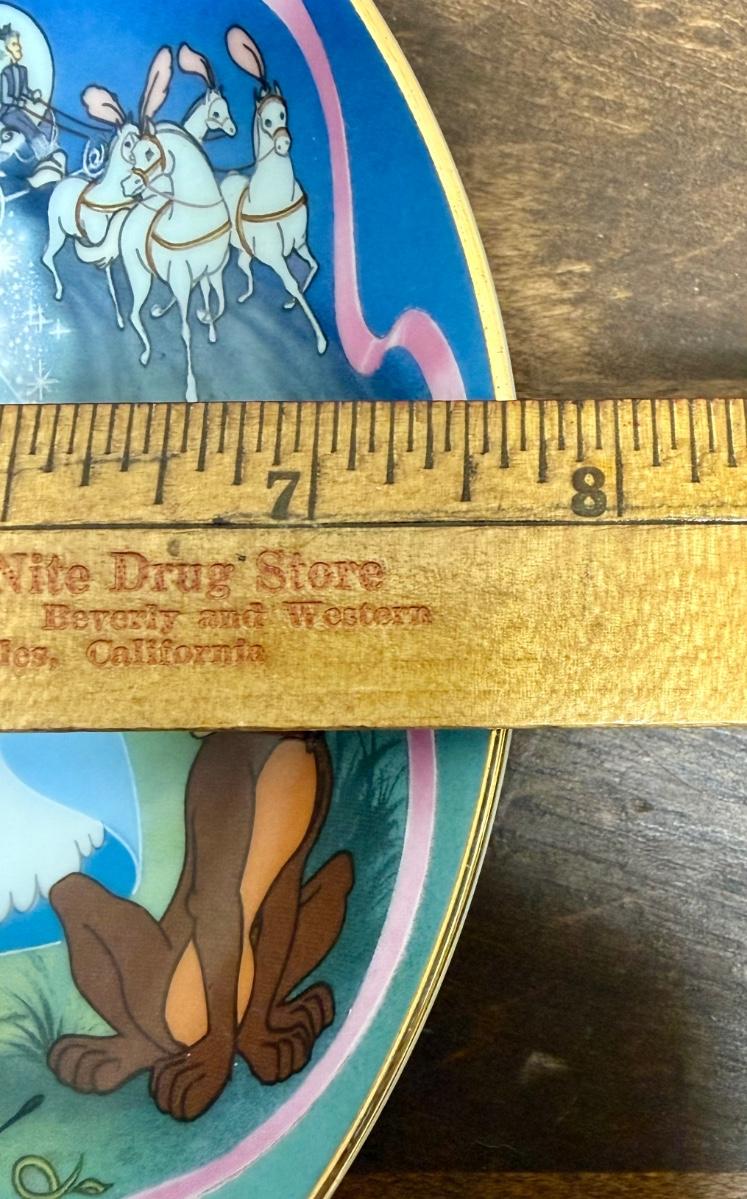 7 8
Nite Drug Store
Beverly and Western
les, California